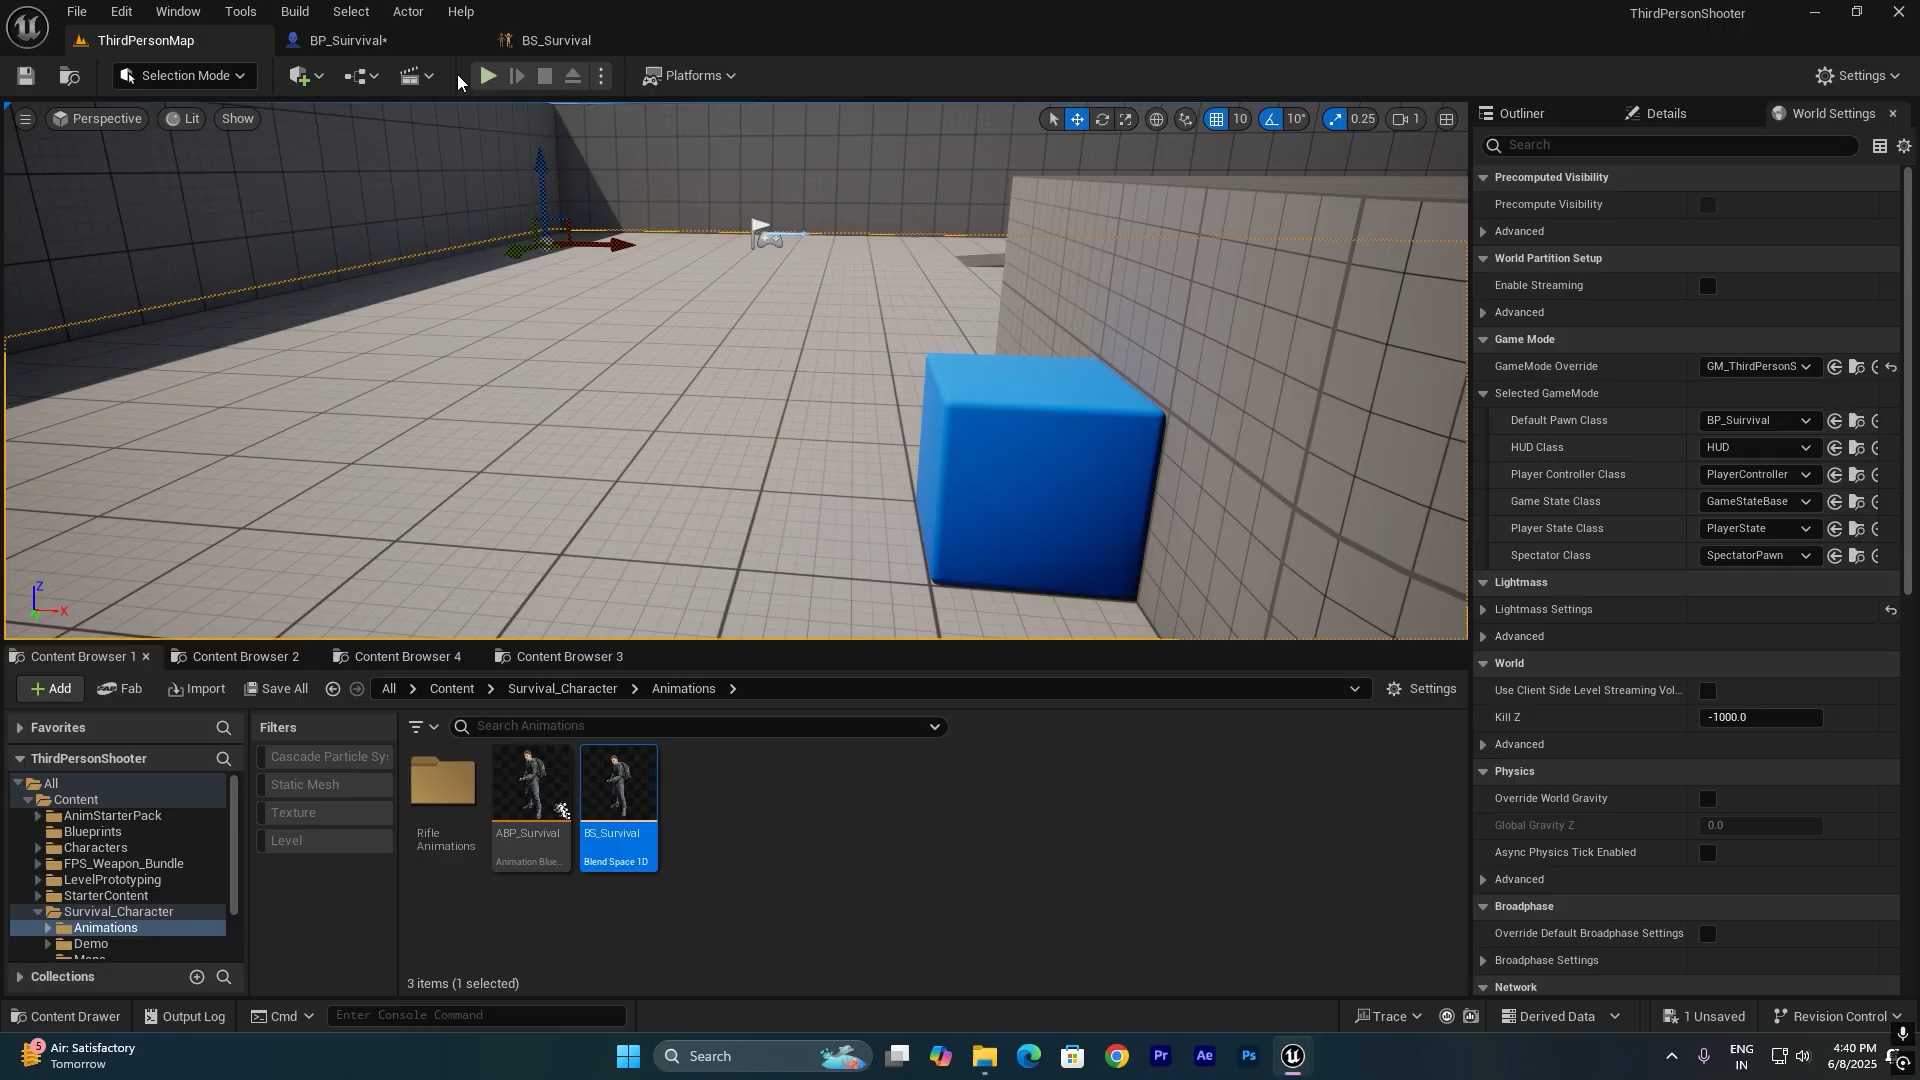 File Edit Window Tools Build Select Actor Help
ThirdPersonShooter
ThirdPersonMap
BP_Suirvival*
BS_Survival
Selection Mode
Platforms
Settings
Perspective
Lit
Show
10
10°
0.25
1
Outliner
Details
World Settings
Search
Precomputed Visibility
Precompute Visibility
Advanced
World Partition Setup
Enable Streaming
Advanced
Game Mode
GameMode Override
GM_ThirdPersonS
Selected GameMode
Default Pawn Class
BP_Suirvival
HUD Class
HUD
Player Controller Class
PlayerController
Game State Class
GameStateBase
Player State Class
PlayerState
Spectator Class
SpectatorPawn
Lightmass
Lightmass Settings
Advanced
World
Use Client Side Level Streaming Vol...
Kill Z
-1000.0
Advanced
Physics
Override World Gravity
Global Gravity Z
0.0
Async Physics Tick Enabled
Advanced
Broadphase
Override Default Broadphase Settings
Broadphase Settings
Network
Z
X
Content Browser 1
Content Browser 2
Content Browser 4
Content Browser 3
Add
Fab
Import
Save All
All
Content
Survival_Character
Animations
Settings
Favorites
Filters
Search Animations
ThirdPersonShooter
All
Content
AnimStarterPack
Blueprints
Characters
FPS_Weapon_Bundle
LevelPrototyping
StarterContent
Survival_Character
Animations
Demo
Collections
Cascade Particle Sy
Static Mesh
Texture
Level
Rifle
Animations
ABP_Survival
Animation Blue...
BS_Survival
Blend Space 1D
3 items (1 selected)
Content Drawer
Output Log
Cmd
Enter Console Command
Trace
Derived Data
1 Unsaved
Revision Control
5
Air: Satisfactory
Tomorrow
Search
Pr
Ae
Ps
ENG
IN
4:40 PM
6/8/2025